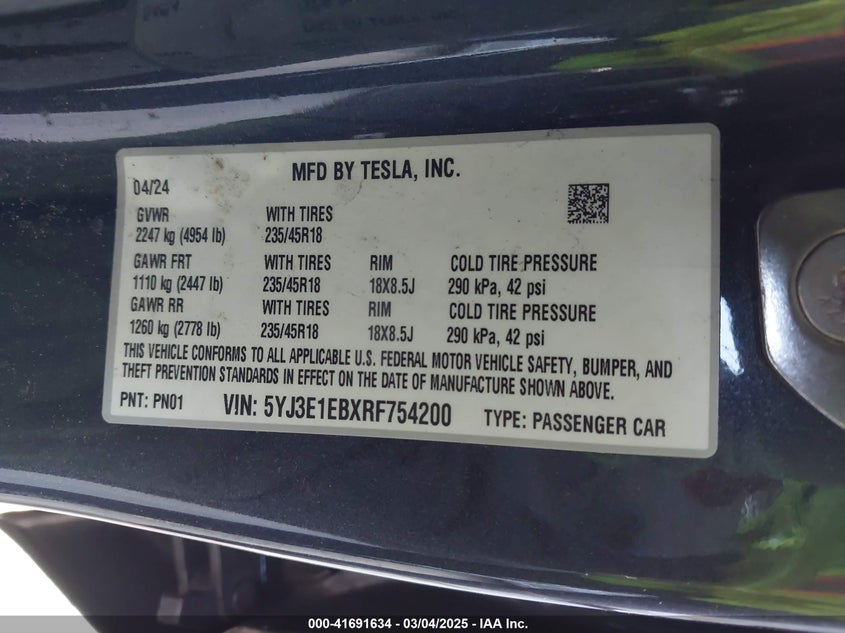 MFD BY TESLA, INC.
04/24
GVWR WITH TIRES
2247 kg (4954 lb) 235/45R18
GAWR FRT WITH TIRES RIM COLD TIRE PRESSURE
1110 kg (2447 lb) 235/45R18 18X8.5J 290 kPa, 42 psi
GAWR RR WITH TIRES RIM COLD TIRE PRESSURE
1260 kg (2778 lb) 235/45R18 18X8.5J 290 kPa, 42 psi
THIS VEHICLE CONFORMS TO ALL APPLICABLE U.S. FEDERAL MOTOR VEHICLE SAFETY, BUMPER, AND
THEFT PREVENTION STANDARDS IN EFFECT ON THE DATE OF MANUFACTURE SHOWN ABOVE.
PNT: PN01 VIN: 5YJ3E1EBXRF754200 TYPE: PASSENGER CAR
000-41691634 - 03/04/2025 - IAA Inc.